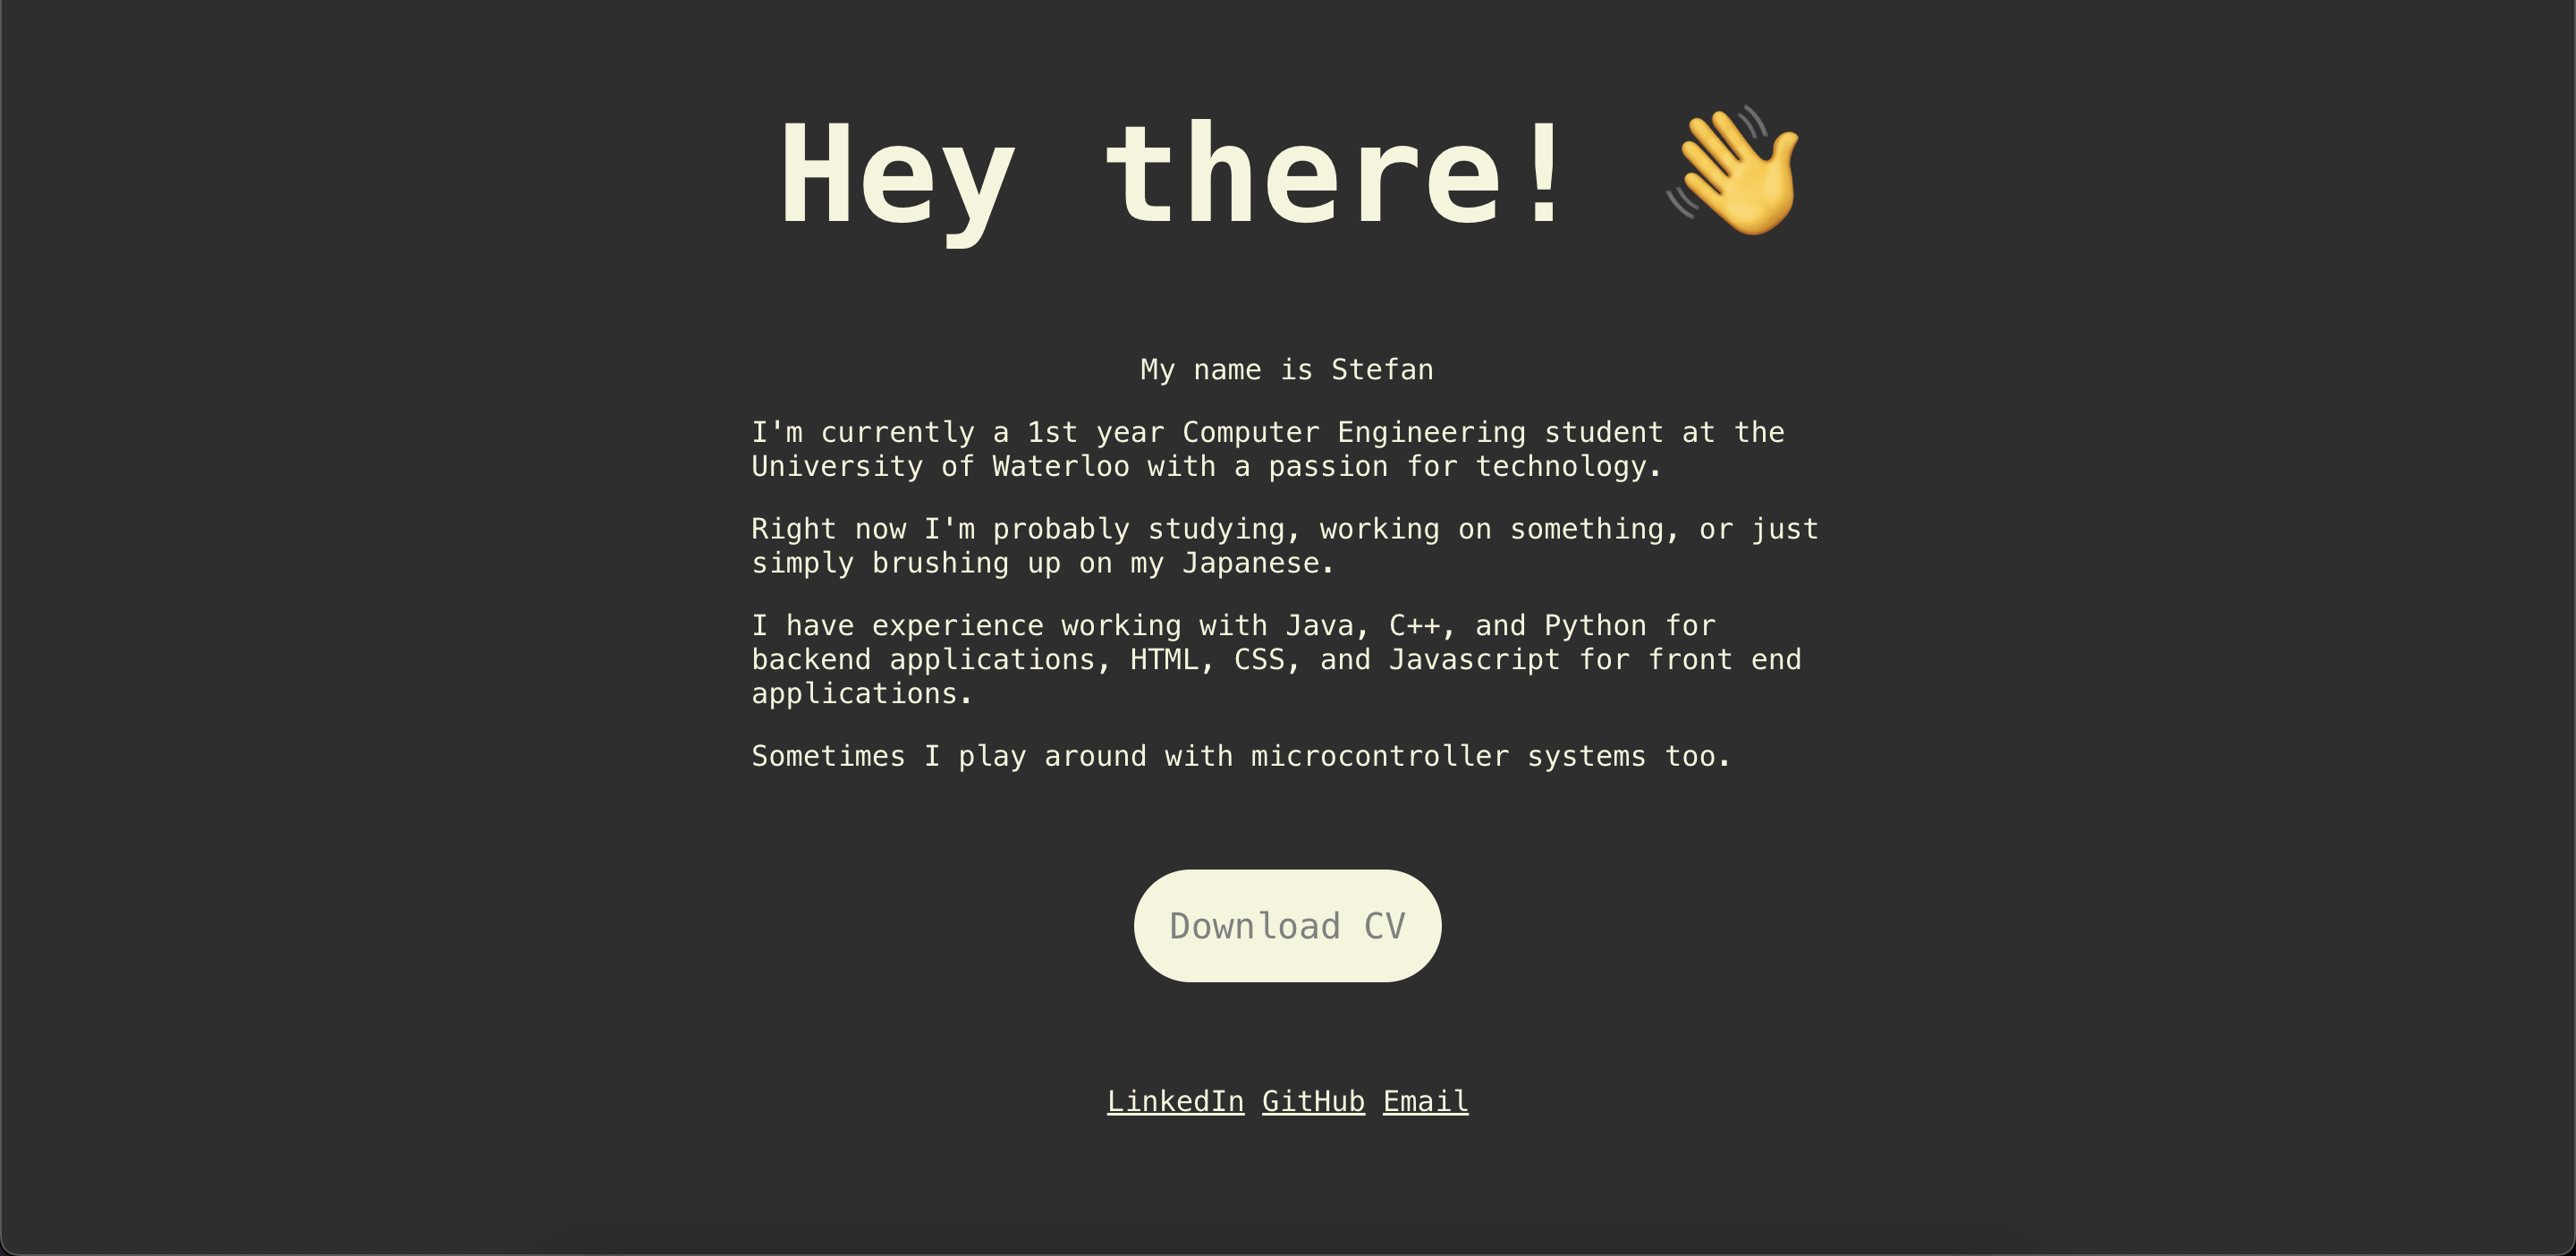 Hey there! 👋
My name is Stefan
I'm currently a 1st year Computer Engineering student at the
University of Waterloo with a passion for technology.
Right now I'm probably studying, working on something, or just
simply brushing up on my Japanese.
I have experience working with Java, C++, and Python for
backend applications, HTML, CSS, and Javascript for front end
applications.
Sometimes I play around with microcontroller systems too.
Download CV
LinkedIn GitHub Email